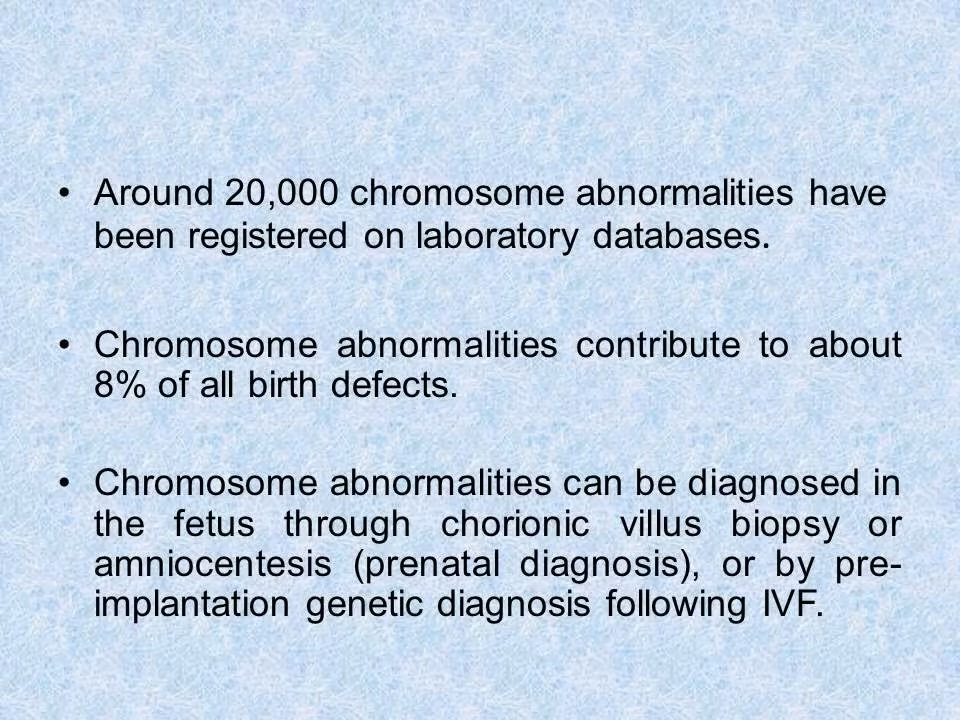 • Around 20,000 chromosome abnormalities have
been registered on laboratory databases.
• Chromosome abnormalities contribute to about
8% of all birth defects.
• Chromosome abnormalities can be diagnosed in
the fetus through chorionic villus biopsy or
amniocentesis (prenatal diagnosis), or by pre-
implantation genetic diagnosis following IVF.